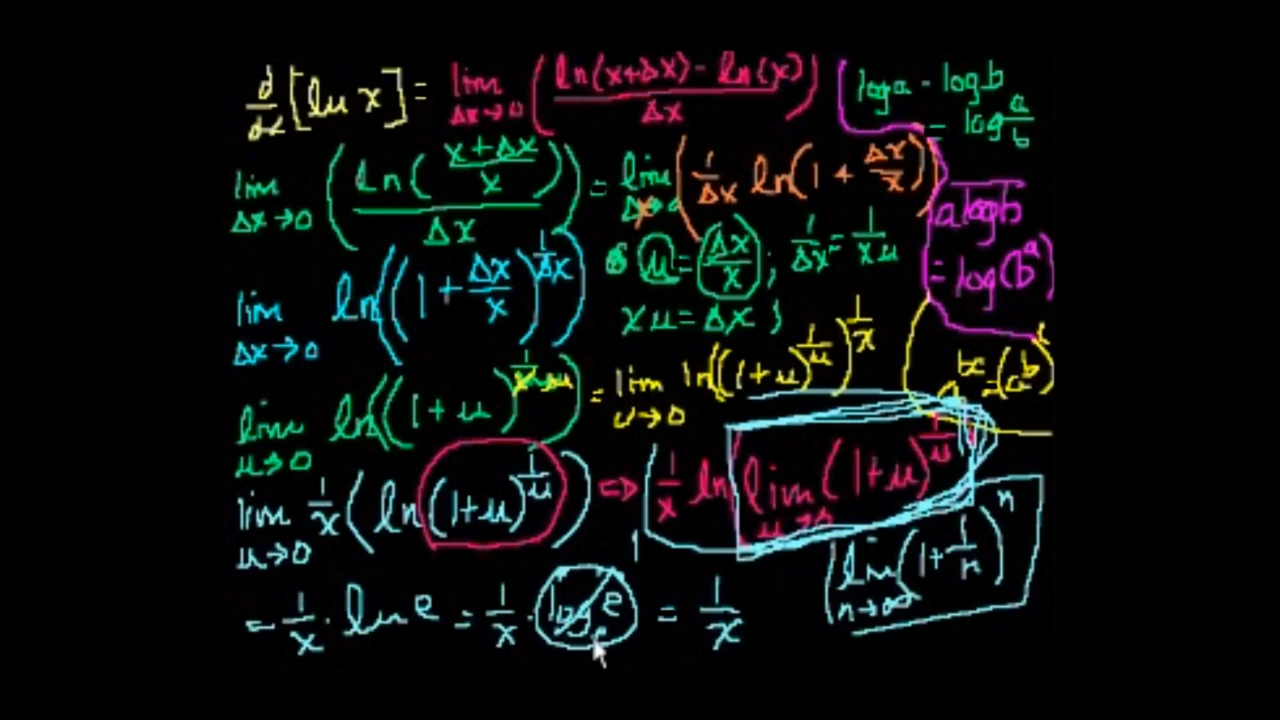 d/dx [ln x] = lim Δx→0 ( (ln(x+Δx) - ln(x)) / Δx )
log a - log b = log a/b
lim Δx→0 ( ln( (x+Δx)/x ) / Δx ) = lim Δx→0 ( 1/Δx ln(1 + Δx/x) )
a log b = log(b^a)
u = Δx/x ; 1/Δx = 1/xu
xu = Δx ;
lim Δx→0 ln((1 + Δx/x)^(1/Δx))
lim u→0 ln((1+u)^(1/xu)) = lim u→0 ln((1+u)^(1/u))^(1/x)
a^bc = (a^b)^c
lim u→0 1/x (ln (1+u)^(1/u)) ⇔ 1/x ln lim u→0 (1+u)^(1/u)
lim n→∞ (1 + 1/n)^n
= 1/x · ln e = 1/x · log_e e 1 = 1/x